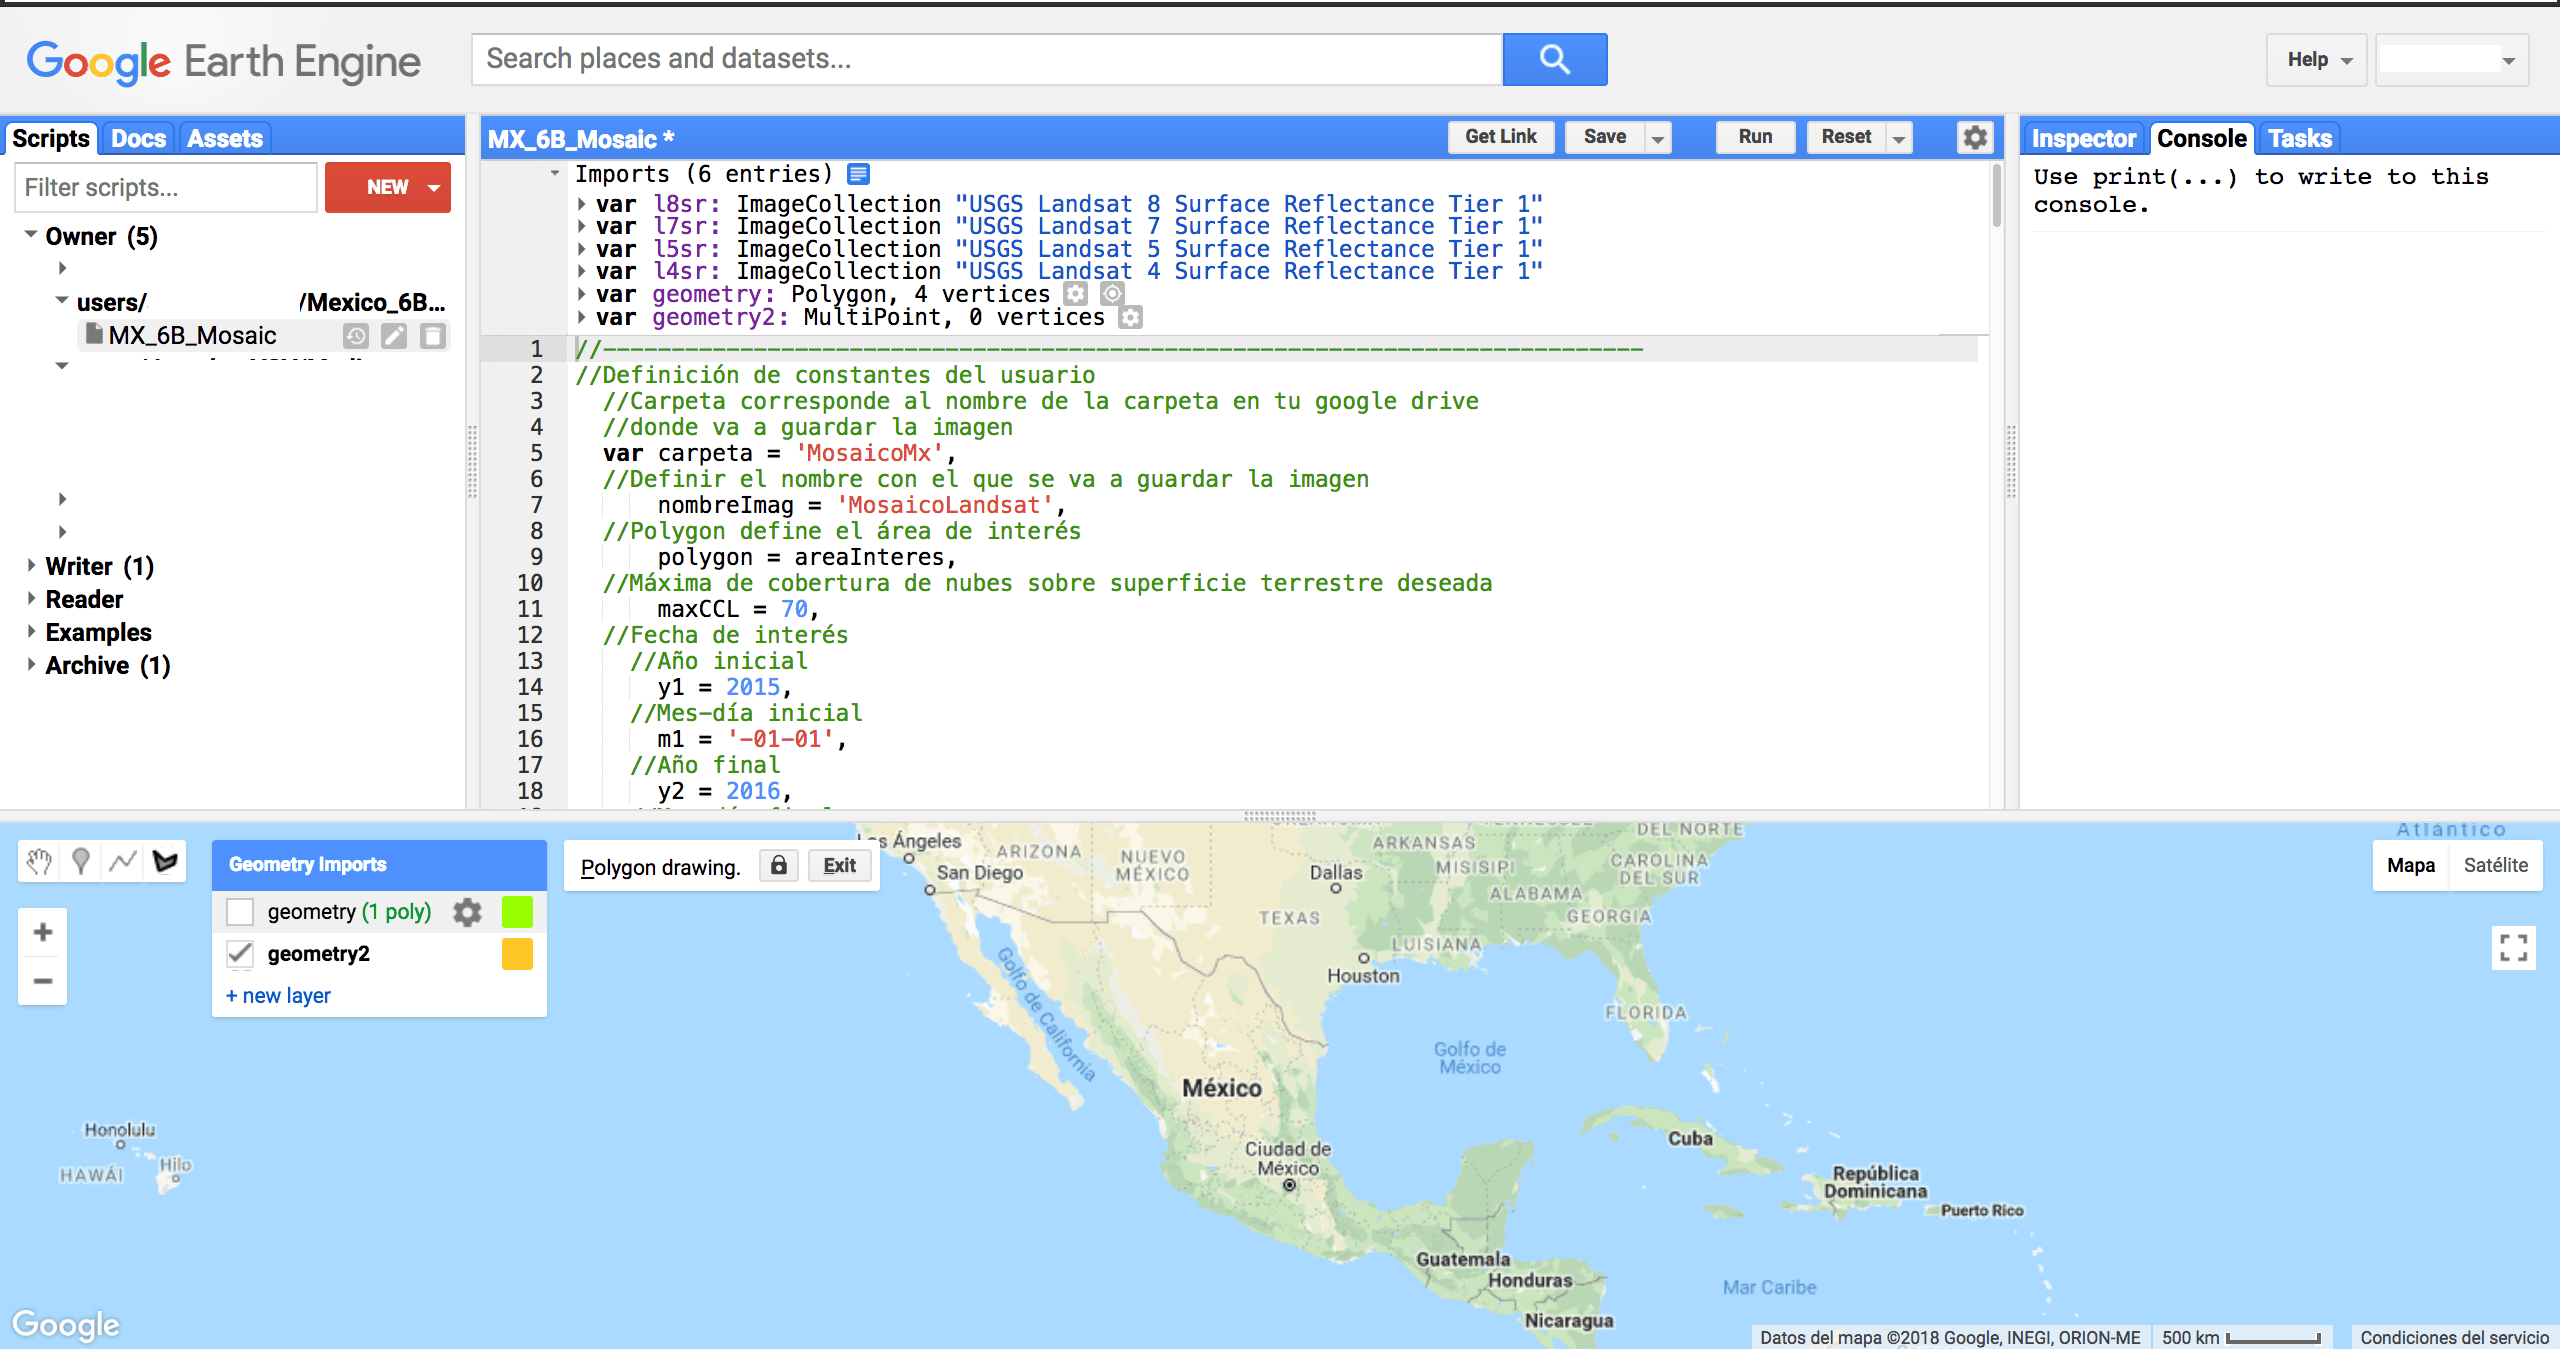 Google Earth Engine
Search places and datasets...
Help
Scripts Docs Assets
Filter scripts...
NEW
Owner (5)
users/ /Mexico_6B...
MX_6B_Mosaic
Writer (1)
Reader
Examples
Archive (1)
MX_6B_Mosaic *
Get Link Save Run Reset
Imports (6 entries)
var l8sr: ImageCollection "USGS Landsat 8 Surface Reflectance Tier 1"
var l7sr: ImageCollection "USGS Landsat 7 Surface Reflectance Tier 1"
var l5sr: ImageCollection "USGS Landsat 5 Surface Reflectance Tier 1"
var l4sr: ImageCollection "USGS Landsat 4 Surface Reflectance Tier 1"
var geometry: Polygon, 4 vertices
var geometry2: MultiPoint, 0 vertices
1 //----------------------------------------------------------------------------
2 //Definición de constantes del usuario
3 //Carpeta corresponde al nombre de la carpeta en tu google drive
4 //donde va a guardar la imagen
5 var carpeta = 'MosaicoMx',
6 //Definir el nombre con el que se va a guardar la imagen
7 nombreImag = 'MosaicoLandsat',
8 //Polygon define el área de interés
9 polygon = areaInteres,
10 //Máxima de cobertura de nubes sobre superficie terrestre deseada
11 maxCCL = 70,
12 //Fecha de interés
13 //Año inicial
14 y1 = 2015,
15 //Mes-día inicial
16 m1 = '-01-01',
17 //Año final
18 y2 = 2016,
Inspector Console Tasks
Use print(...) to write to this
console.
Geometry Imports
geometry (1 poly)
geometry2
+ new layer
Polygon drawing.
Exit
Mapa Satélite
+
−
s Ángeles
San Diego
ARIZONA
NUEVO
MÉXICO
Dallas
TEXAS
ARKANSAS
MISISIPI
ALABAMA
LUISIANA
Houston
DEL NORTE
CAROLINA
DEL SUR
GEORGIA
FLORIDA
Atlántico
Golfo de California
Golfo de
México
México
Ciudad de
México
Honolulu
HAWÁI
Hilo
Cuba
República
Dominicana
Puerto Rico
Guatemala
Honduras
Nicaragua
Mar Caribe
Google
Datos del mapa ©2018 Google, INEGI, ORION-ME
500 km
Condiciones del servicio